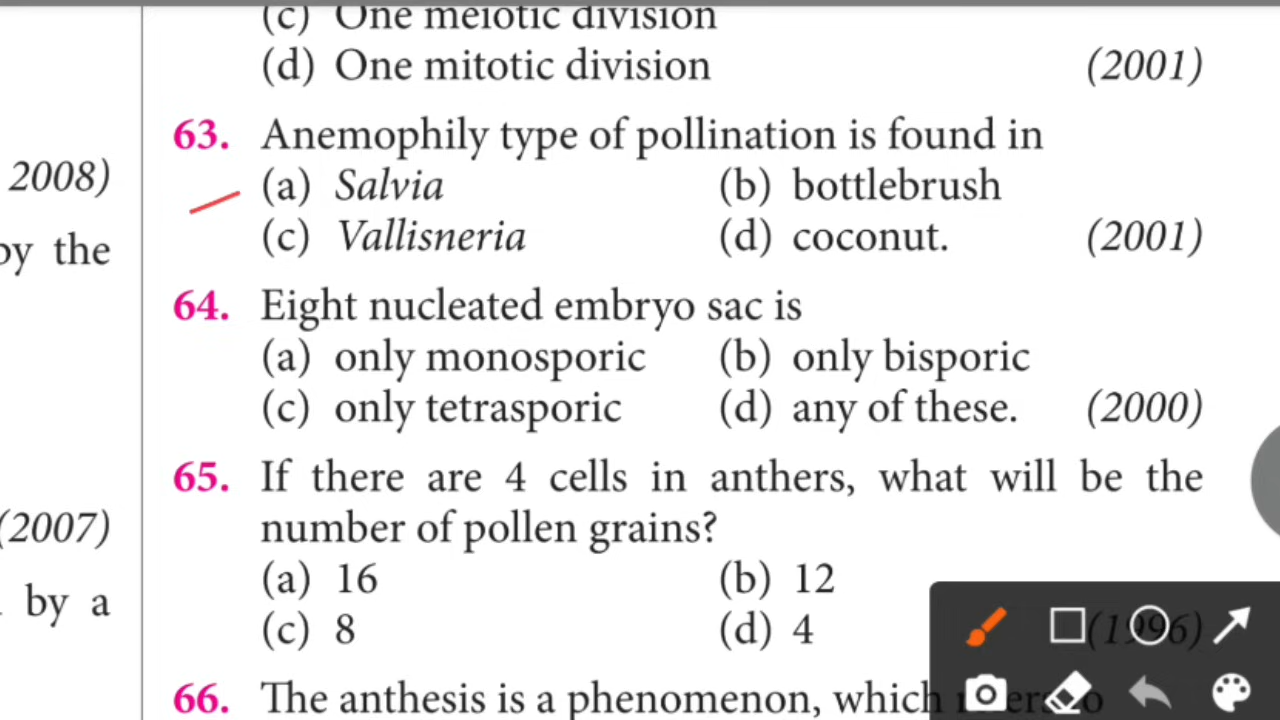 (c) One meiotic division
(d) One mitotic division (2001)
2008)
by the
(2007)
by a
63. Anemophily type of pollination is found in
(a) Salvia (b) bottlebrush
(c) Vallisneria (d) coconut. (2001)
64. Eight nucleated embryo sac is
(a) only monosporic (b) only bisporic
(c) only tetrasporic (d) any of these. (2000)
65. If there are 4 cells in anthers, what will be the
number of pollen grains?
(a) 16 (b) 12
(c) 8 (d) 4 (1996)
66. The anthesis is a phenomenon, which